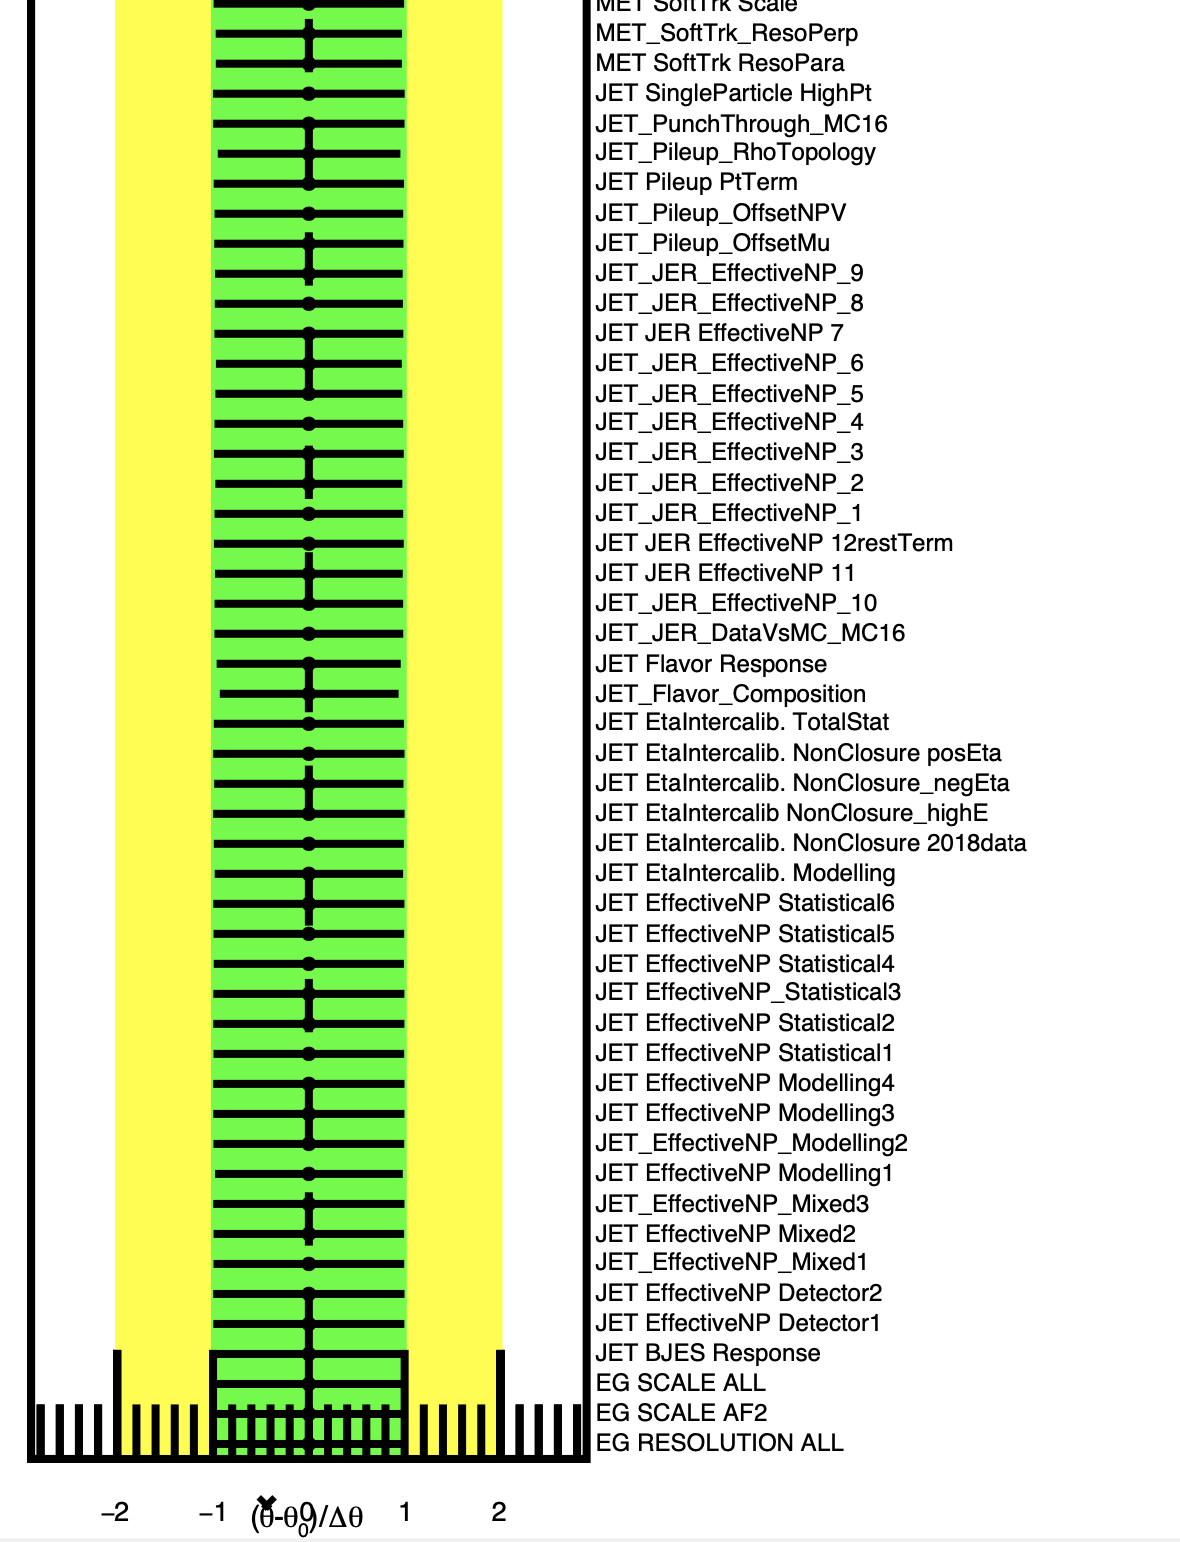 MET SoftTrk Scale
MET_SoftTrk_ResoPerp
MET SoftTrk ResoPara
JET SingleParticle HighPt
JET_PunchThrough_MC16
JET_Pileup_RhoTopology
JET Pileup PtTerm
JET_Pileup_OffsetNPV
JET_Pileup_OffsetMu
JET_JER_EffectiveNP_9
JET_JER_EffectiveNP_8
JET JER EffectiveNP 7
JET_JER_EffectiveNP_6
JET_JER_EffectiveNP_5
JET_JER_EffectiveNP_4
JET_JER_EffectiveNP_3
JET_JER_EffectiveNP_2
JET_JER_EffectiveNP_1
JET JER EffectiveNP 12restTerm
JET JER EffectiveNP 11
JET_JER_EffectiveNP_10
JET_JER_DataVsMC_MC16
JET Flavor Response
JET_Flavor_Composition
JET EtaIntercalib. TotalStat
JET EtaIntercalib. NonClosure posEta
JET EtaIntercalib. NonClosure_negEta
JET EtaIntercalib NonClosure_highE
JET EtaIntercalib. NonClosure 2018data
JET EtaIntercalib. Modelling
JET EffectiveNP Statistical6
JET EffectiveNP Statistical5
JET EffectiveNP Statistical4
JET EffectiveNP_Statistical3
JET EffectiveNP Statistical2
JET EffectiveNP Statistical1
JET EffectiveNP Modelling4
JET EffectiveNP Modelling3
JET_EffectiveNP_Modelling2
JET EffectiveNP Modelling1
JET_EffectiveNP_Mixed3
JET EffectiveNP Mixed2
JET_EffectiveNP_Mixed1
JET EffectiveNP Detector2
JET EffectiveNP Detector1
JET BJES Response
EG SCALE ALL
EG SCALE AF2
EG RESOLUTION ALL
−2 −1 0 1 2
(θ-θ0)/Δθ